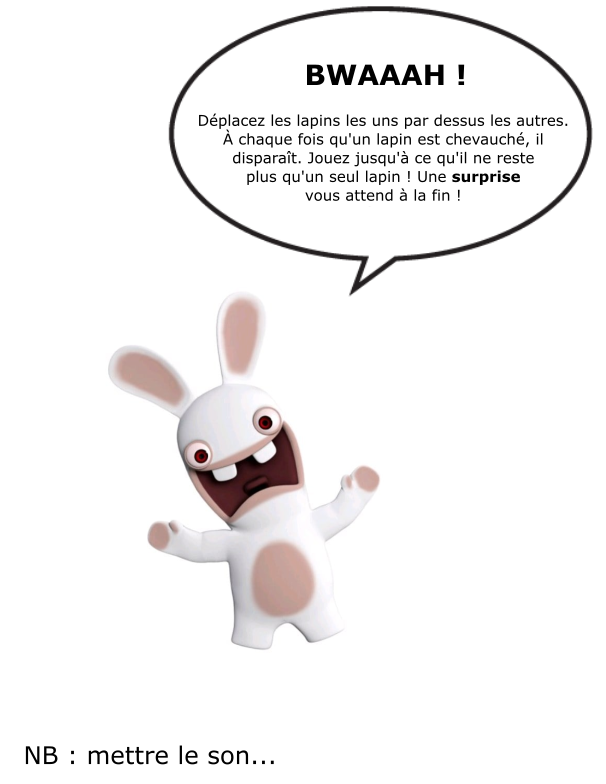 BWAAAH !
Déplacez les lapins les uns par dessus les autres.
À chaque fois qu'un lapin est chevauché, il
disparaît. Jouez jusqu'à ce qu'il ne reste
plus qu'un seul lapin ! Une surprise
vous attend à la fin !
NB : mettre le son...